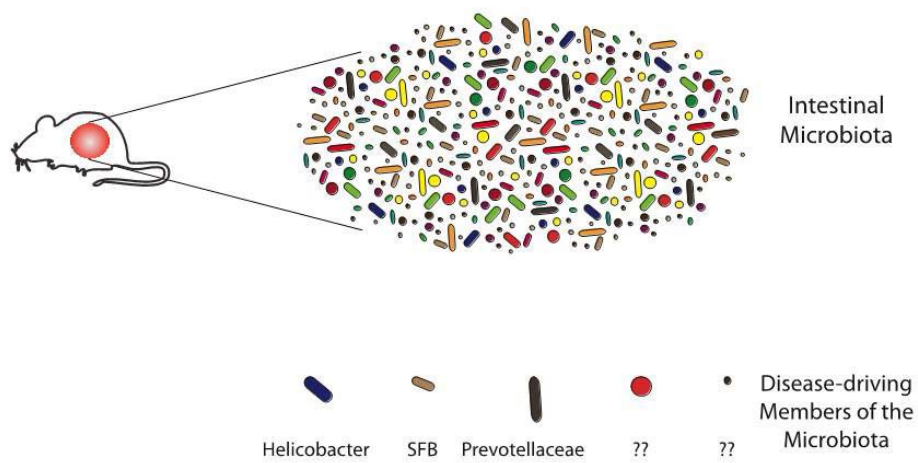 Intestinal
Microbiota
Disease-driving
Members of the
Microbiota
Helicobacter
SFB
Prevotellaceae
??
??